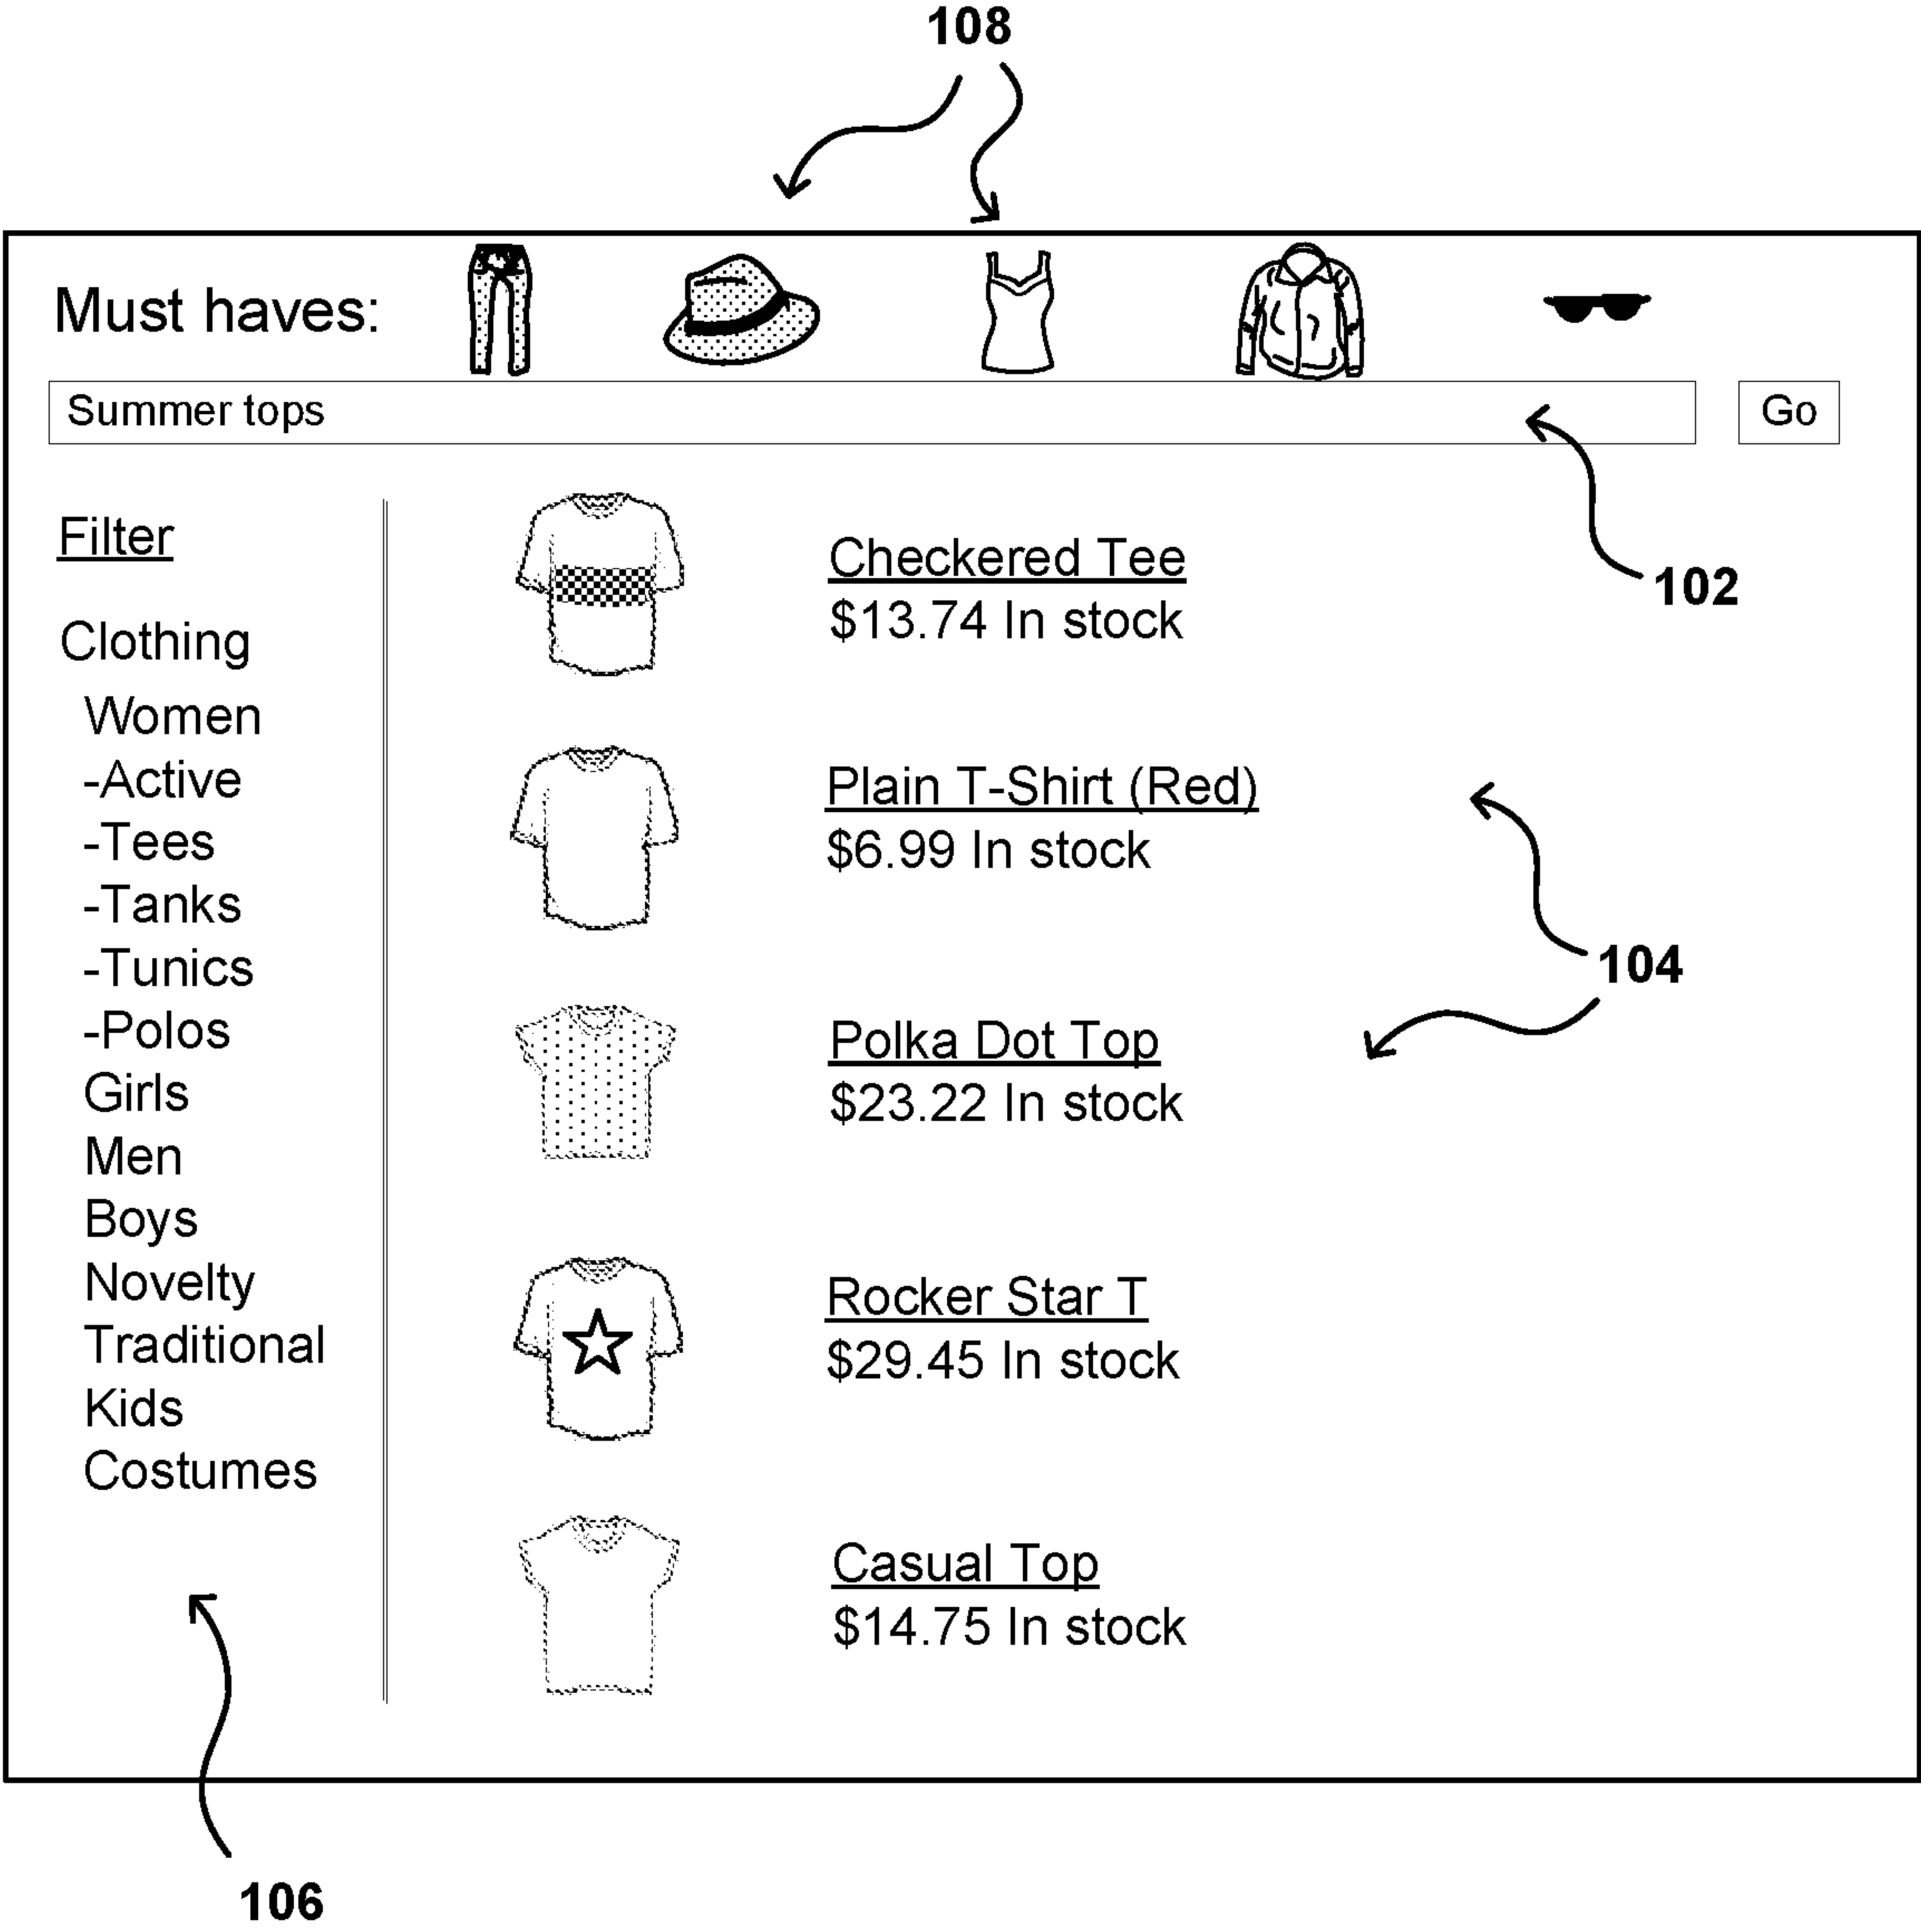 108
Must haves:
Summer tops
Go
102
Filter
Clothing
Women
-Active
-Tees
-Tanks
-Tunics
-Polos
Girls
Men
Boys
Novelty
Traditional
Kids
Costumes
Checkered Tee
$13.74 In stock
Plain T-Shirt (Red)
$6.99 In stock
104
Polka Dot Top
$23.22 In stock
Rocker Star T
$29.45 In stock
Casual Top
$14.75 In stock
106